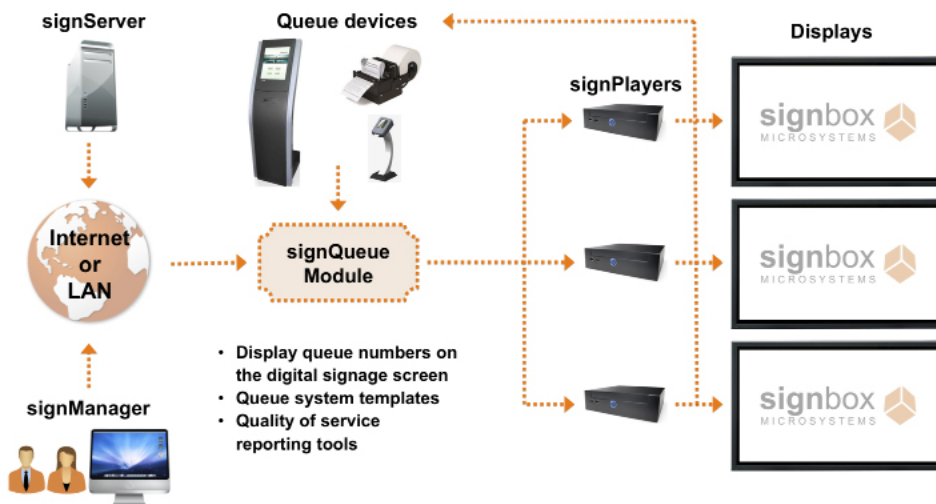 signServer
Queue devices
Displays
signPlayers
signbox
MICROSYSTEMS
Internet
or
LAN
signQueue
Module
signbox
MICROSYSTEMS
• Display queue numbers on
the digital signage screen
• Queue system templates
• Quality of service
reporting tools
signManager
signbox
MICROSYSTEMS